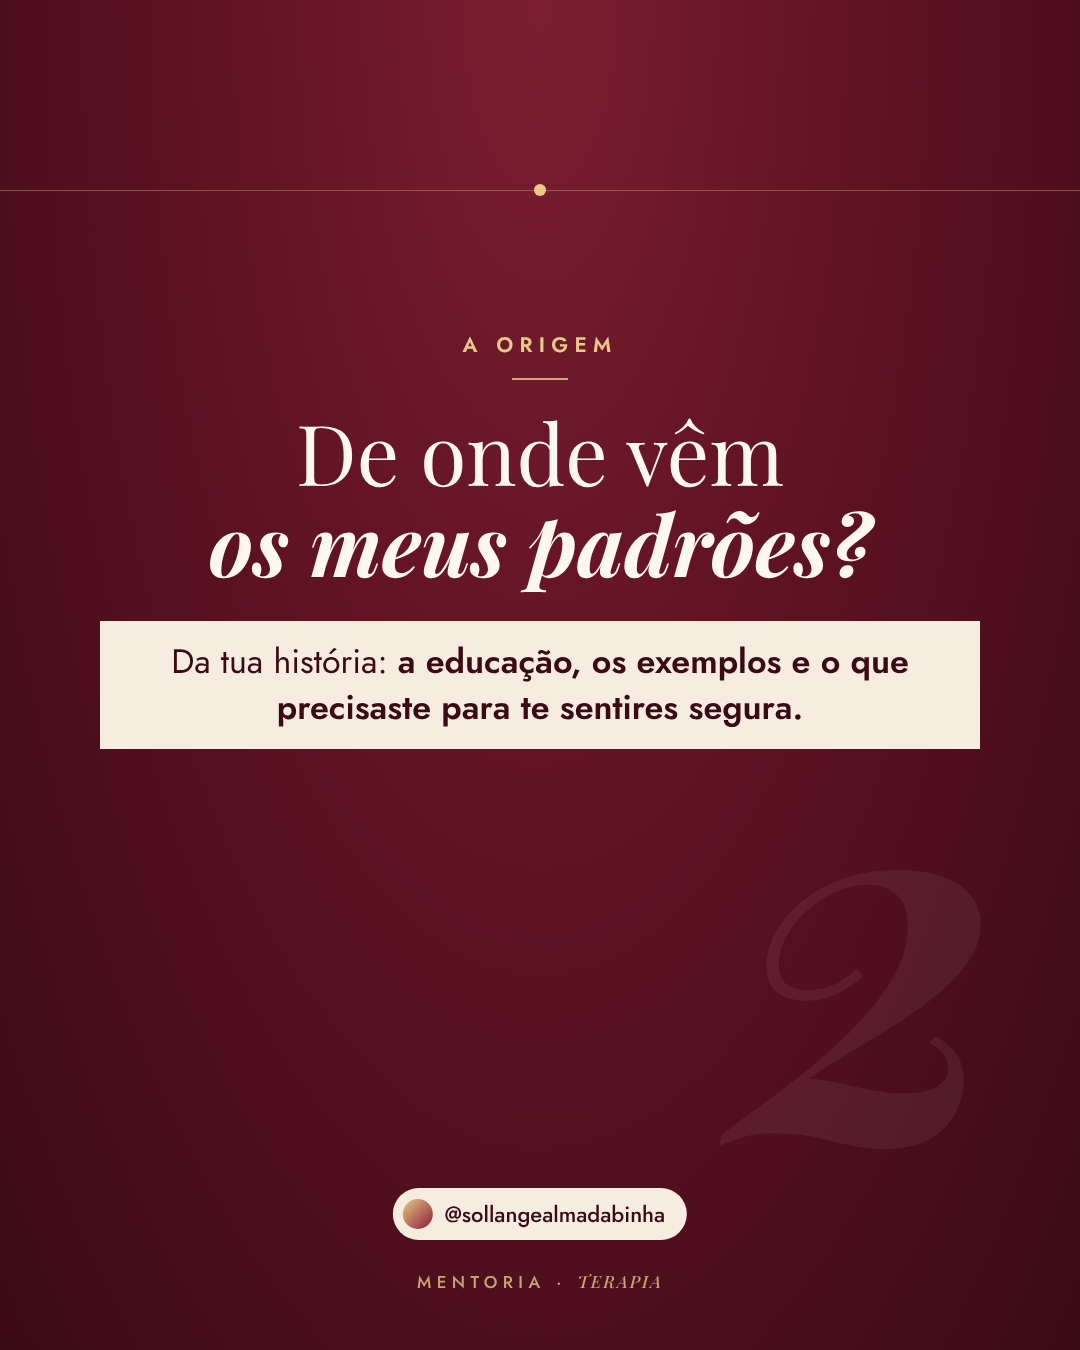 A ORIGEM
De onde vêm
os meus padrões?
Da tua história: a educação, os exemplos e o que
precisaste para te sentires segura.
2
@sollangealmadabinha
MENTORIA · TERAPIA